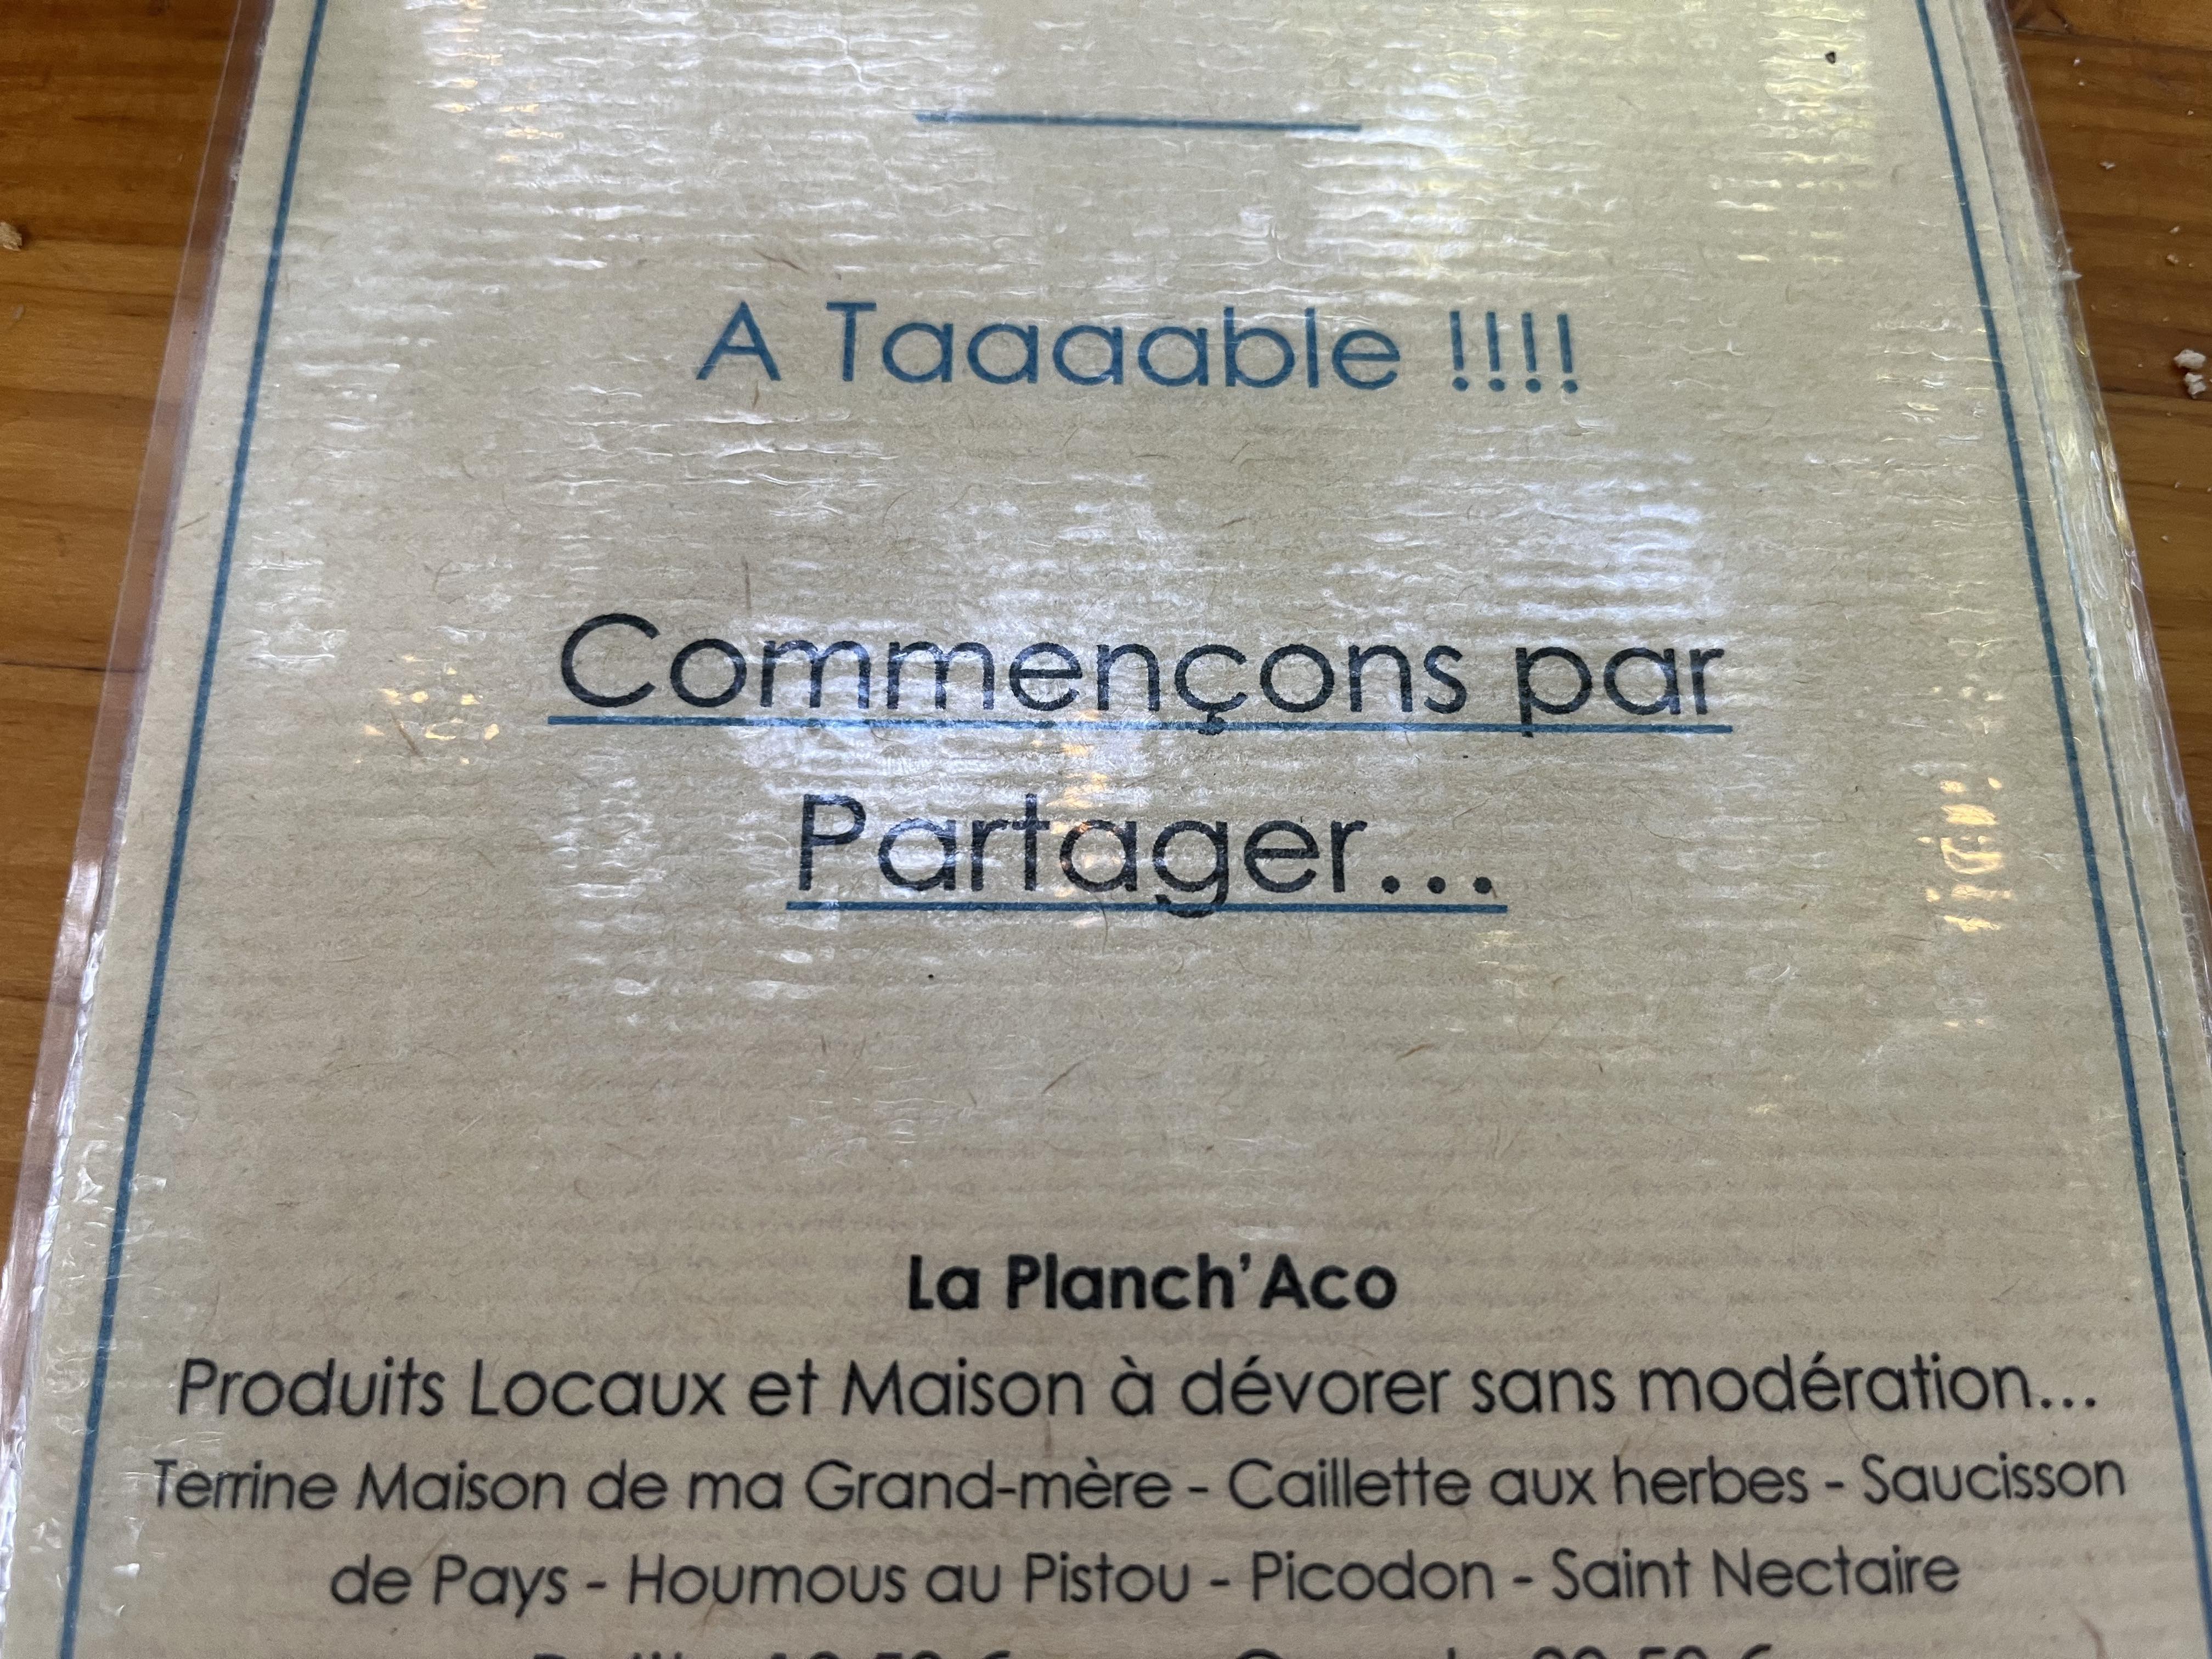 A Taaaable !!!!
Commençons par
Partager...
La Planch'Aco
Produits Locaux et Maison à dévorer sans modération...
Terrine Maison de ma Grand-mère - Caillette aux herbes - Saucisson
de Pays - Houmous au Pistou - Picodon - Saint Nectaire